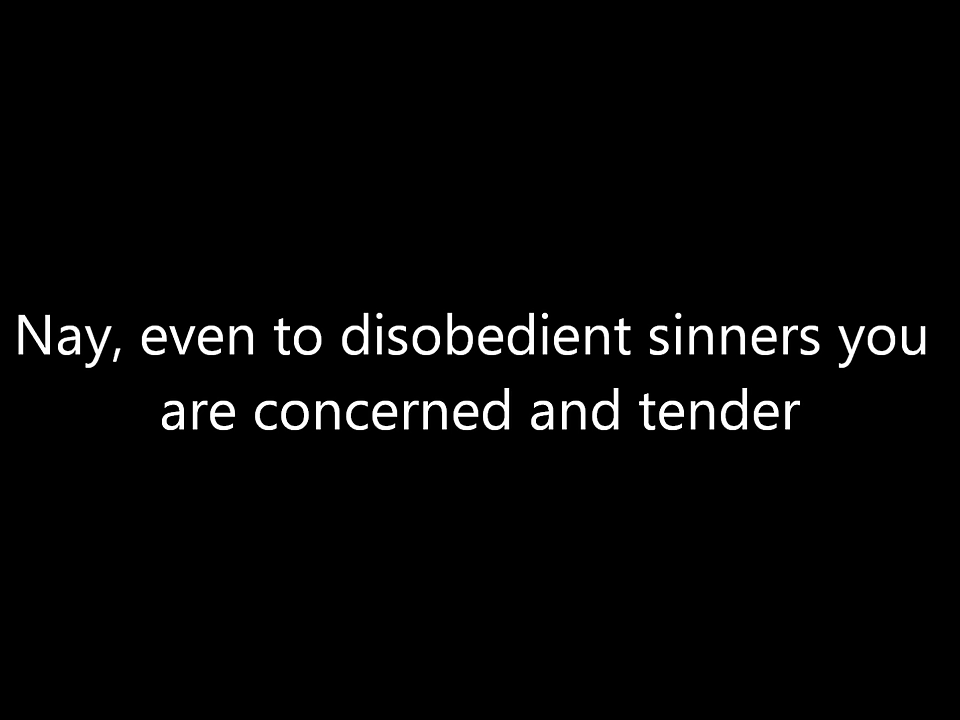 Nay, even to disobedient sinners you
are concerned and tender